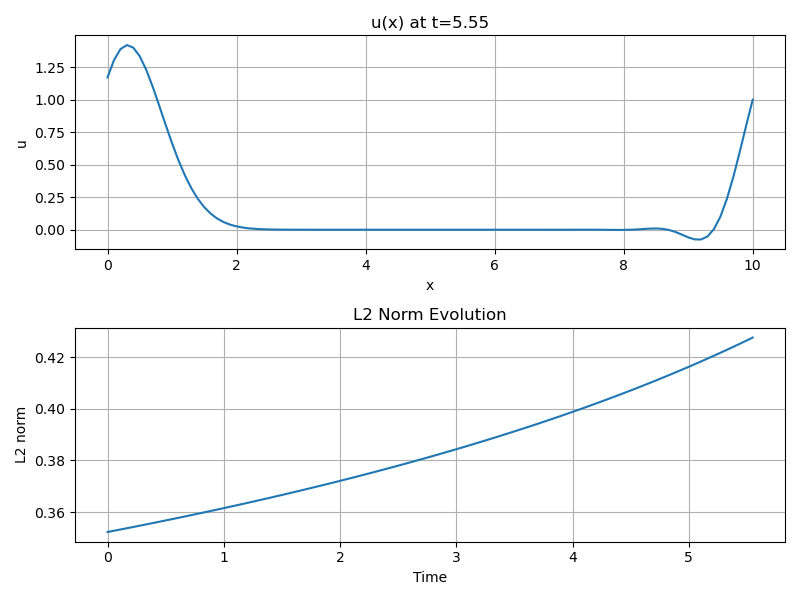 u(x) at t=5.55
1.25
1.00
0.75
0.50
0.25
0.00
u
0 2 4 6 8 10
x
L2 Norm Evolution
0.42
0.40
0.38
0.36
L2 norm
0 1 2 3 4 5
Time